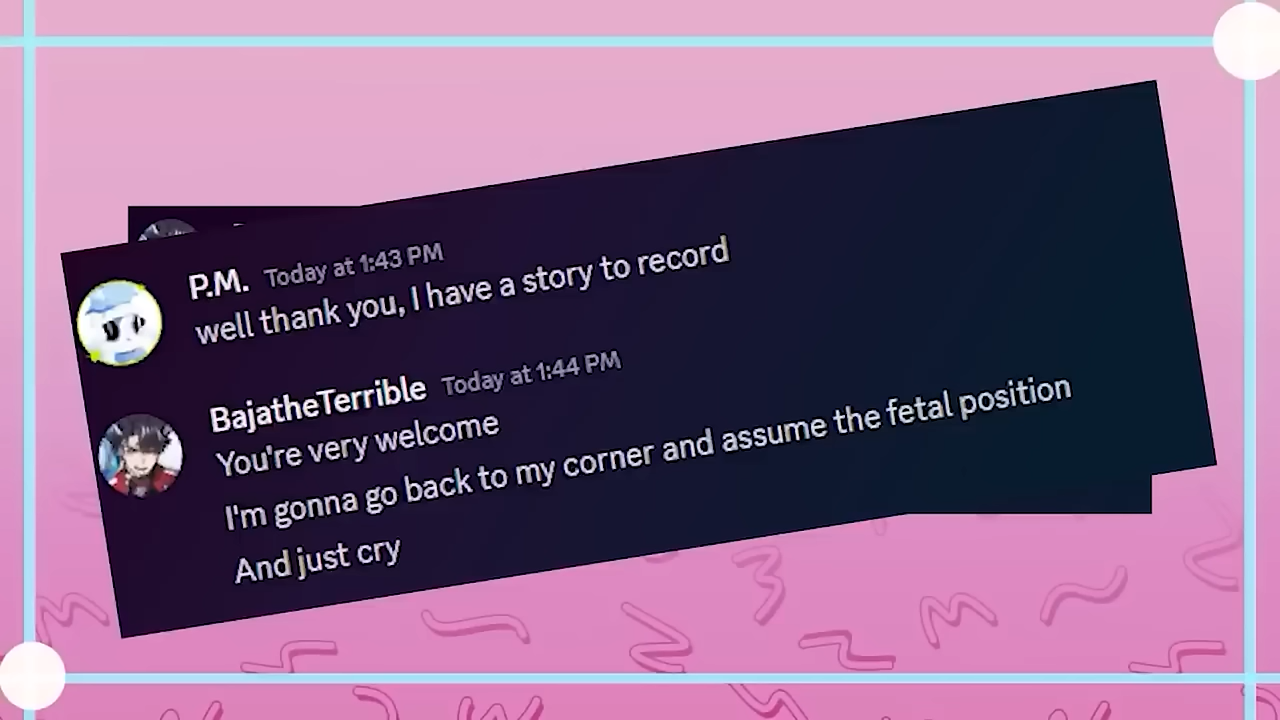 P.M. Today at 1:43 PM
well thank you, I have a story to record
BajatheTerrible Today at 1:44 PM
You're very welcome
I'm gonna go back to my corner and assume the fetal position
And just cry